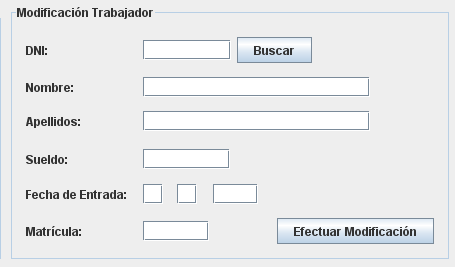 Modificación Trabajador
DNI: Buscar
Nombre:
Apellidos:
Sueldo:
Fecha de Entrada:
Matrícula: Efectuar Modificación